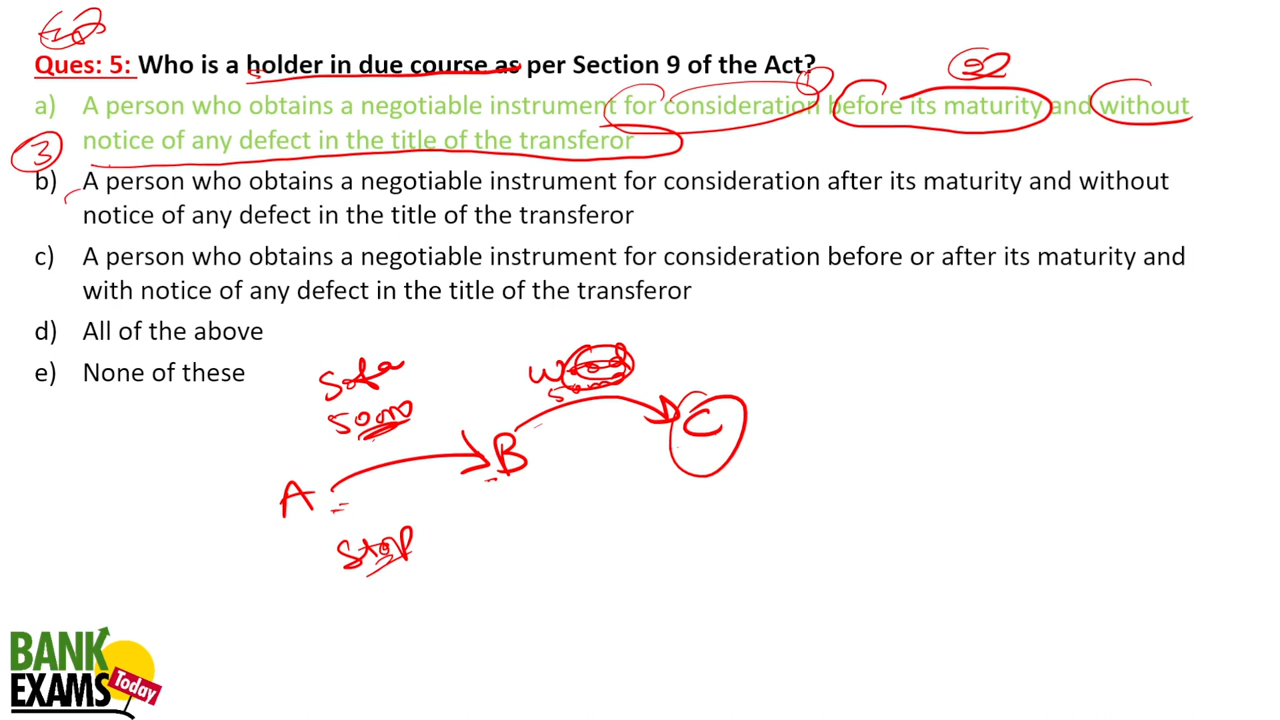 Ques: 5: Who is a holder in due course as per Section 9 of the Act?
a) A person who obtains a negotiable instrument for consideration before its maturity and without
notice of any defect in the title of the transferor
3
b) A person who obtains a negotiable instrument for consideration after its maturity and without
notice of any defect in the title of the transferor
c) A person who obtains a negotiable instrument for consideration before or after its maturity and
with notice of any defect in the title of the transferor
d) All of the above
e) None of these
Sofa
5000
B
C
A
Stop
BANK
EXAMS
Today